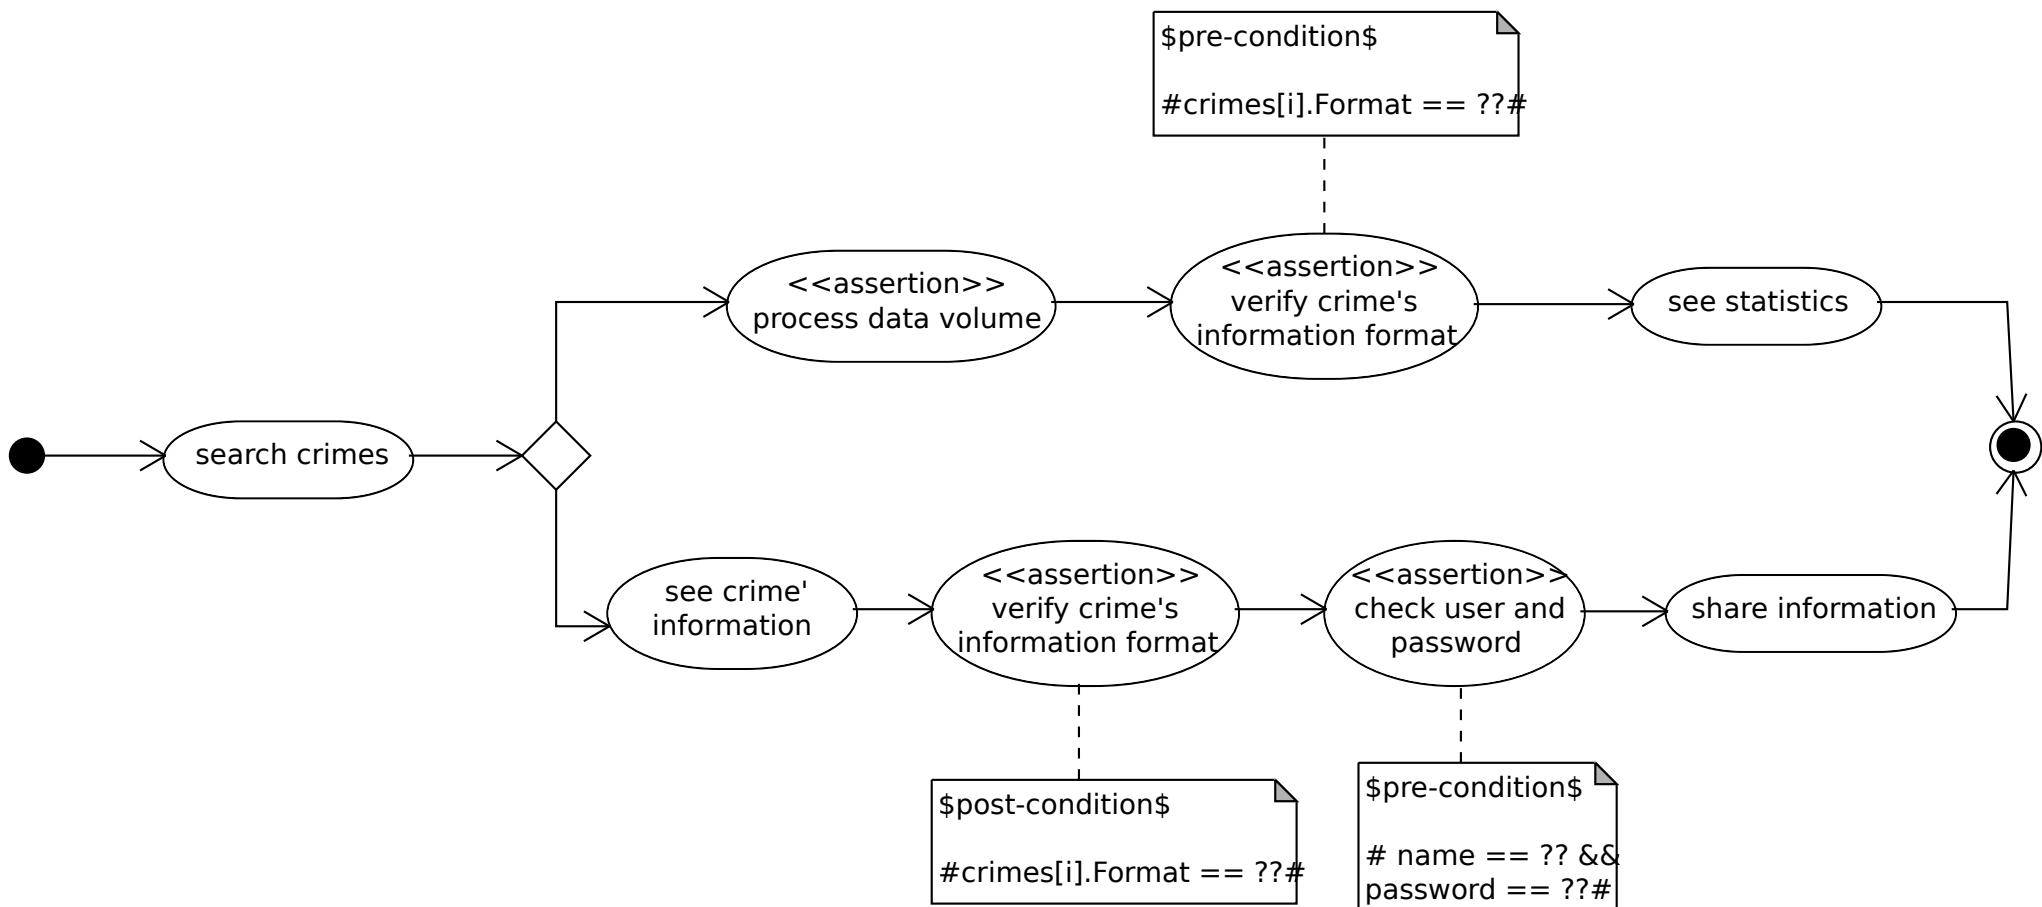 $pre-condition$
#crimes[i].Format == ??#
<<assertion>>
process data volume
<<assertion>>
verify crime's
information format
see statistics
search crimes
see crime'
information
<<assertion>>
verify crime's
information format
<<assertion>>
check user and
password
share information
$post-condition$
#crimes[i].Format == ??#
$pre-condition$
# name == ?? &&
password == ??#